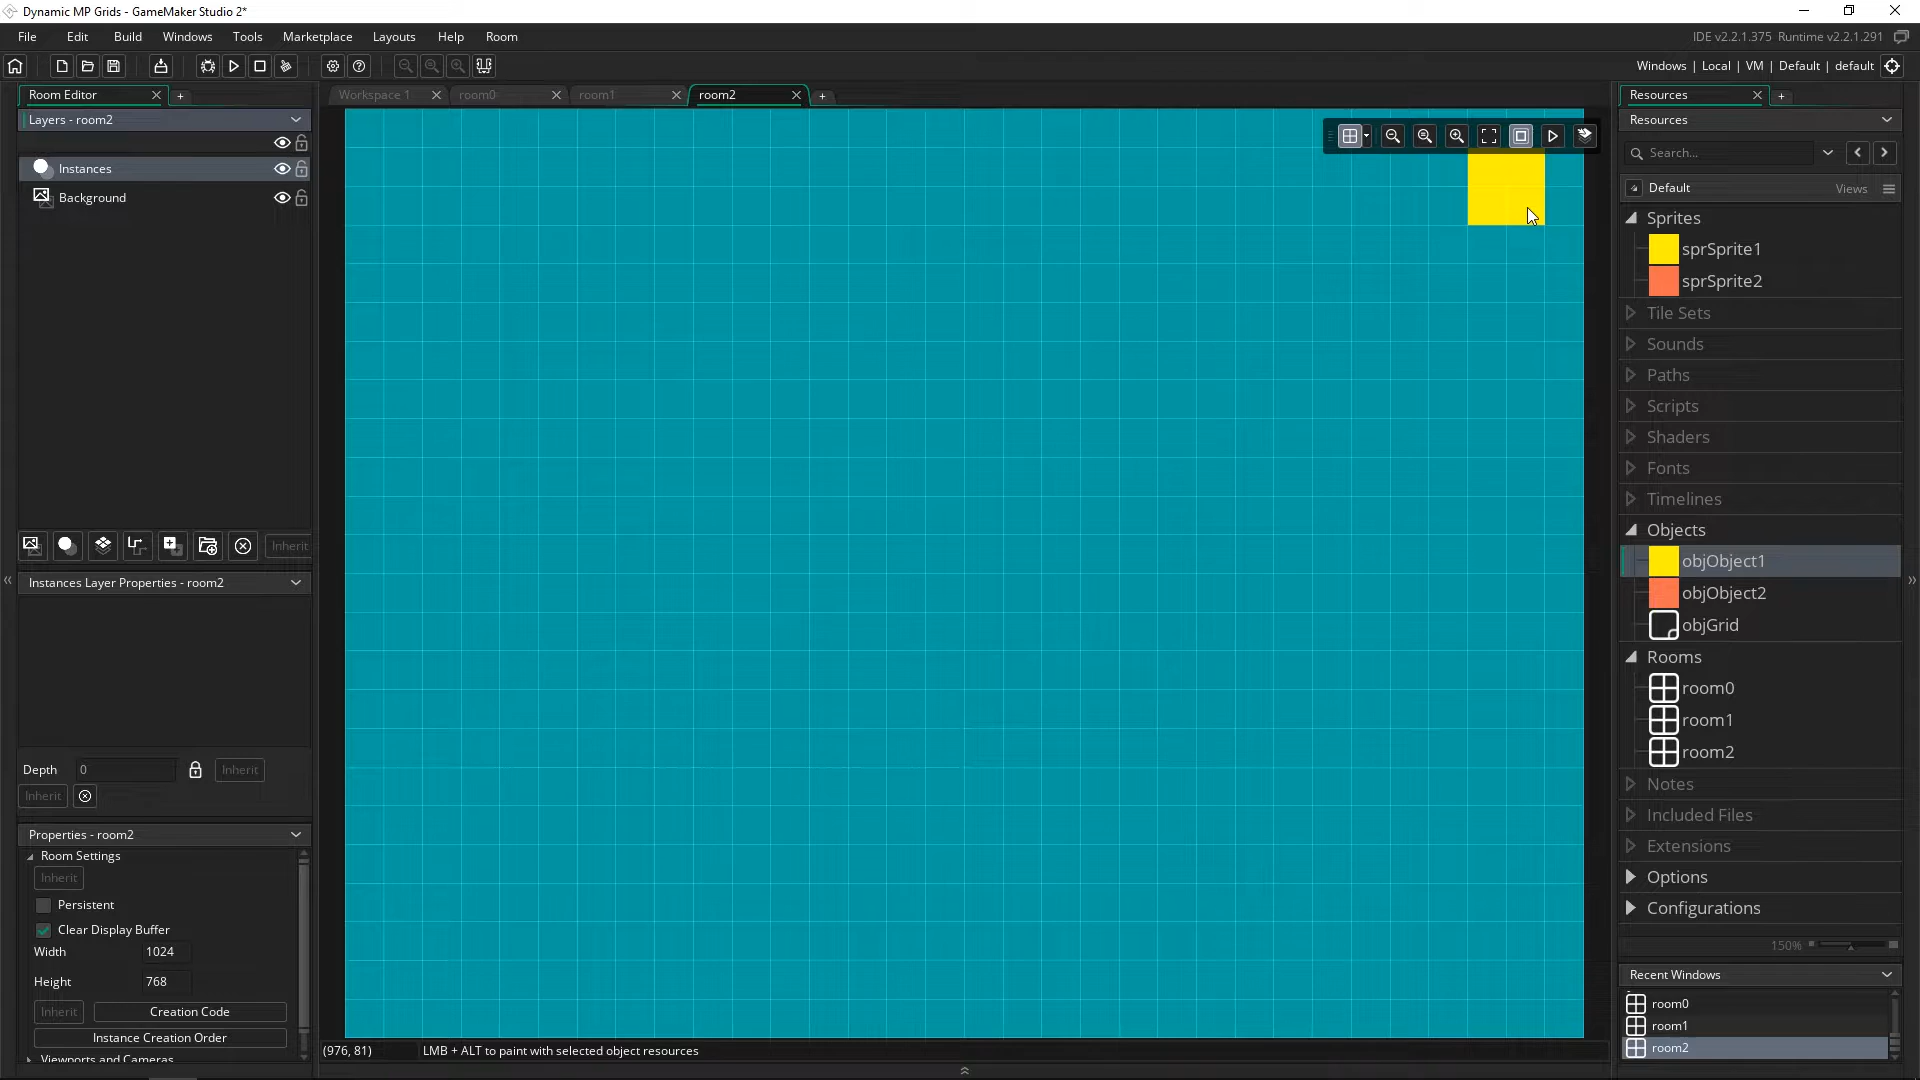 Dynamic MP Grids - GameMaker Studio 2*
File Edit Build Windows Tools Marketplace Layouts Help Room
IDE v2.2.1.375 Runtime v2.2.1.291
Windows | Local | VM | Default | default
Room Editor
Layers - room2
Instances
Background
Inherit
Instances Layer Properties - room2
Depth 0 Inherit
Inherit
Properties - room2
Room Settings
Inherit
Persistent
Clear Display Buffer
Width 1024
Height 768
Inherit Creation Code
Instance Creation Order
Viewports and Cameras
Workspace 1 room0 room1 room2
(976, 81) LMB + ALT to paint with selected object resources
Resources
Resources
Search...
Default Views
Sprites
sprSprite1
sprSprite2
Tile Sets
Sounds
Paths
Scripts
Shaders
Fonts
Timelines
Objects
objObject1
objObject2
objGrid
Rooms
room0
room1
room2
Notes
Included Files
Extensions
Options
Configurations
150%
Recent Windows
room0
room1
room2